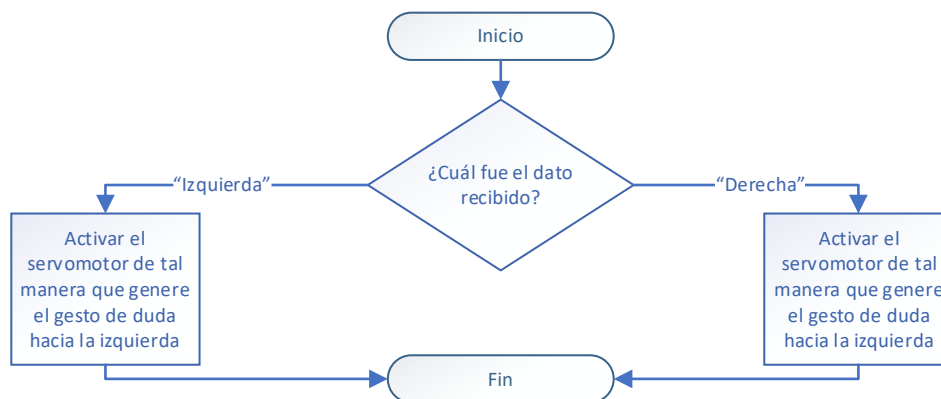 Inicio
¿Cuál fue el dato
recibido?
“Izquierda”
“Derecha”
Activar el
servomotor de tal
manera que genere
el gesto de duda
hacia la izquierda
Activar el
servomotor de tal
manera que genere
el gesto de duda
hacia la izquierda
Fin